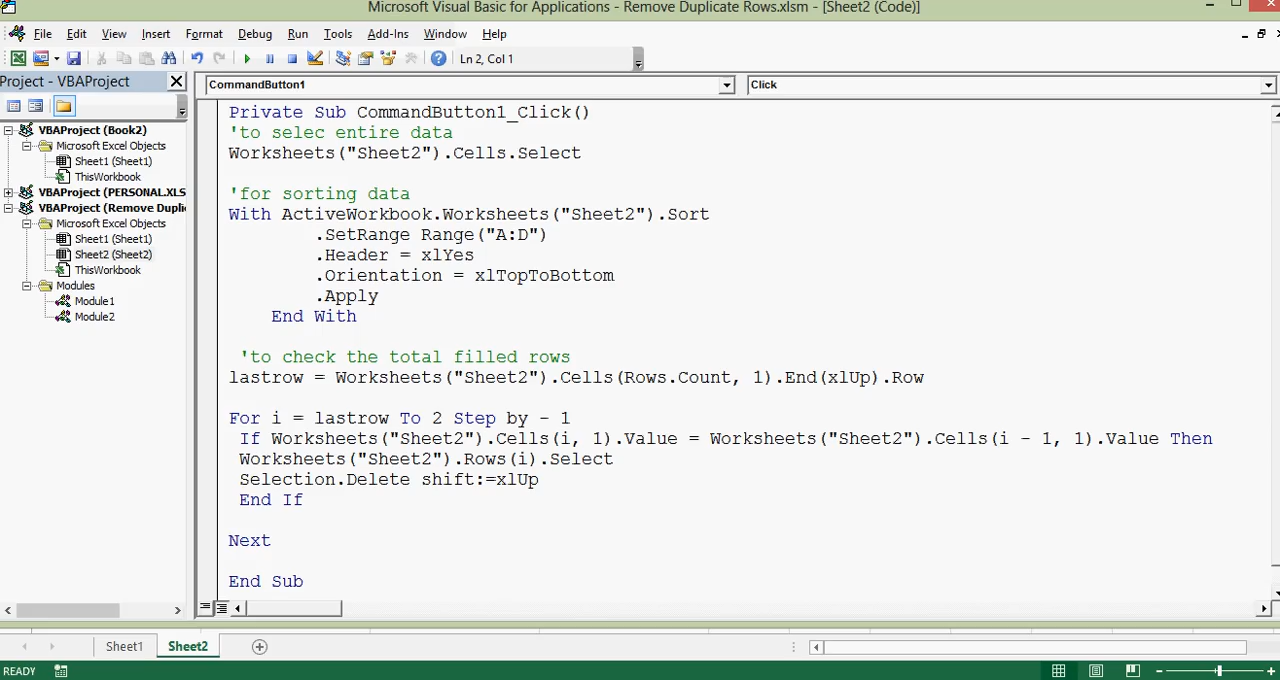 Microsoft Visual Basic for Applications - Remove Duplicate Rows.xlsm - [Sheet2 (Code)]
File Edit View Insert Format Debug Run Tools Add-Ins Window Help
Ln 2, Col 1
Project - VBAProject
CommandButton1
Click
VBAProject (Book2)
Microsoft Excel Objects
Sheet1 (Sheet1)
ThisWorkbook
VBAProject (PERSONAL.XLS
VBAProject (Remove Dupli
Microsoft Excel Objects
Sheet1 (Sheet1)
Sheet2 (Sheet2)
ThisWorkbook
Modules
Module1
Module2
Private Sub CommandButton1_Click()
'to selec entire data
Worksheets("Sheet2").Cells.Select
'for sorting data
With ActiveWorkbook.Worksheets("Sheet2").Sort
.SetRange Range("A:D")
.Header = xlYes
.Orientation = xlTopToBottom
.Apply
End With
'to check the total filled rows
lastrow = Worksheets("Sheet2").Cells(Rows.Count, 1).End(xlUp).Row
For i = lastrow To 2 Step by - 1
If Worksheets("Sheet2").Cells(i, 1).Value = Worksheets("Sheet2").Cells(i - 1, 1).Value Then
Worksheets("Sheet2").Rows(i).Select
Selection.Delete shift:=xlUp
End If
Next
End Sub
Sheet1 Sheet2
READY